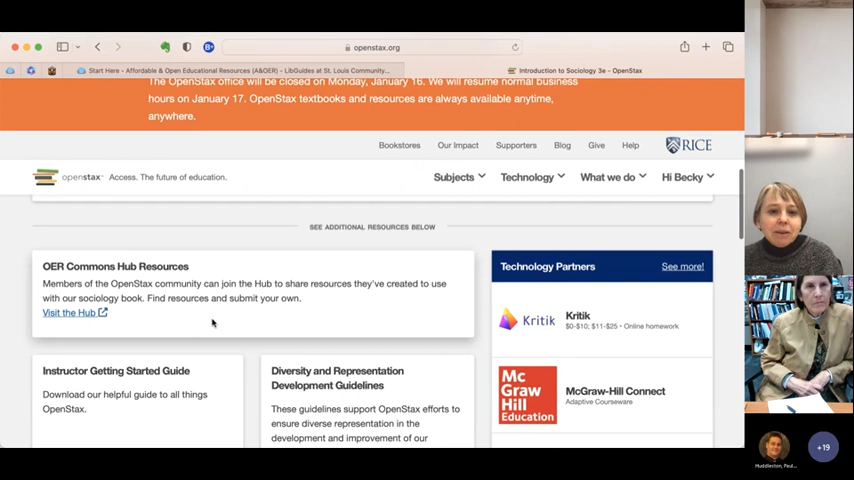 openstax.org
Start Here - Affordable & Open Educational Resources (A&OER) - LibGuides at St. Louis Community...
Introduction to Sociology 3e - OpenStax
The OpenStax office will be closed on Monday, January 16. We will resume normal business
hours on January 17. OpenStax textbooks and resources are always available anytime,
anywhere.
Bookstores Our Impact Supporters Blog Give Help RICE
openstax Access. The future of education.
Subjects Technology What we do Hi Becky
SEE ADDITIONAL RESOURCES BELOW
OER Commons Hub Resources
Members of the OpenStax community can join the Hub to share resources they've created to use
with our sociology book. Find resources and submit your own.
Visit the Hub
Instructor Getting Started Guide
Download our helpful guide to all things
OpenStax.
Diversity and Representation
Development Guidelines
These guidelines support OpenStax efforts to
ensure diverse representation in the
development and improvement of our
Technology Partners See more!
Kritik
Kritik
$0-$10; $11-$25 • Online homework
Mc
Graw
Hill
Education
McGraw-Hill Connect
Adaptive Courseware
Huddleston, Paul...
+19